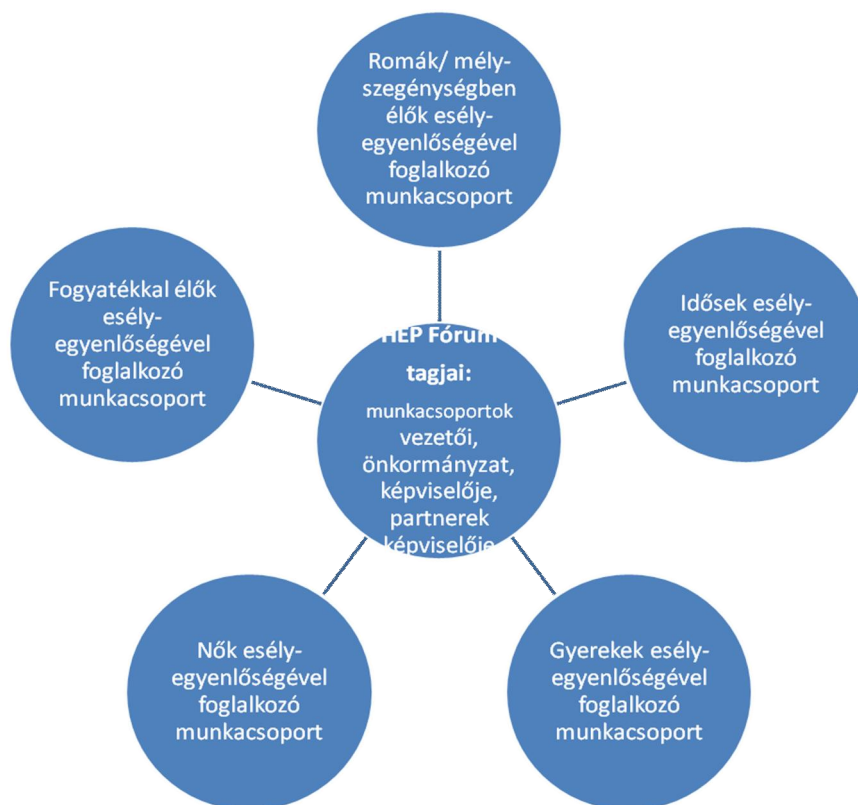 Romák/ mély-
szegénységben
élők esély-
egyenlőségével
foglalkozó
munkacsoport
Fogyatékkal élők
esély-
egyenlőségével
foglalkozó
munkacsoport
Idősek esély-
egyenlőségével
foglalkozó
munkacsoport
HEP Fórum
tagjai:
munkacsoportok
vezetői,
önkormányzat,
képviselője,
partnerek
képviselője
Nők esély-
egyenlőségével
foglalkozó
munkacsoport
Gyerekek esély-
egyenlőségével
foglalkozó
munkacsoport